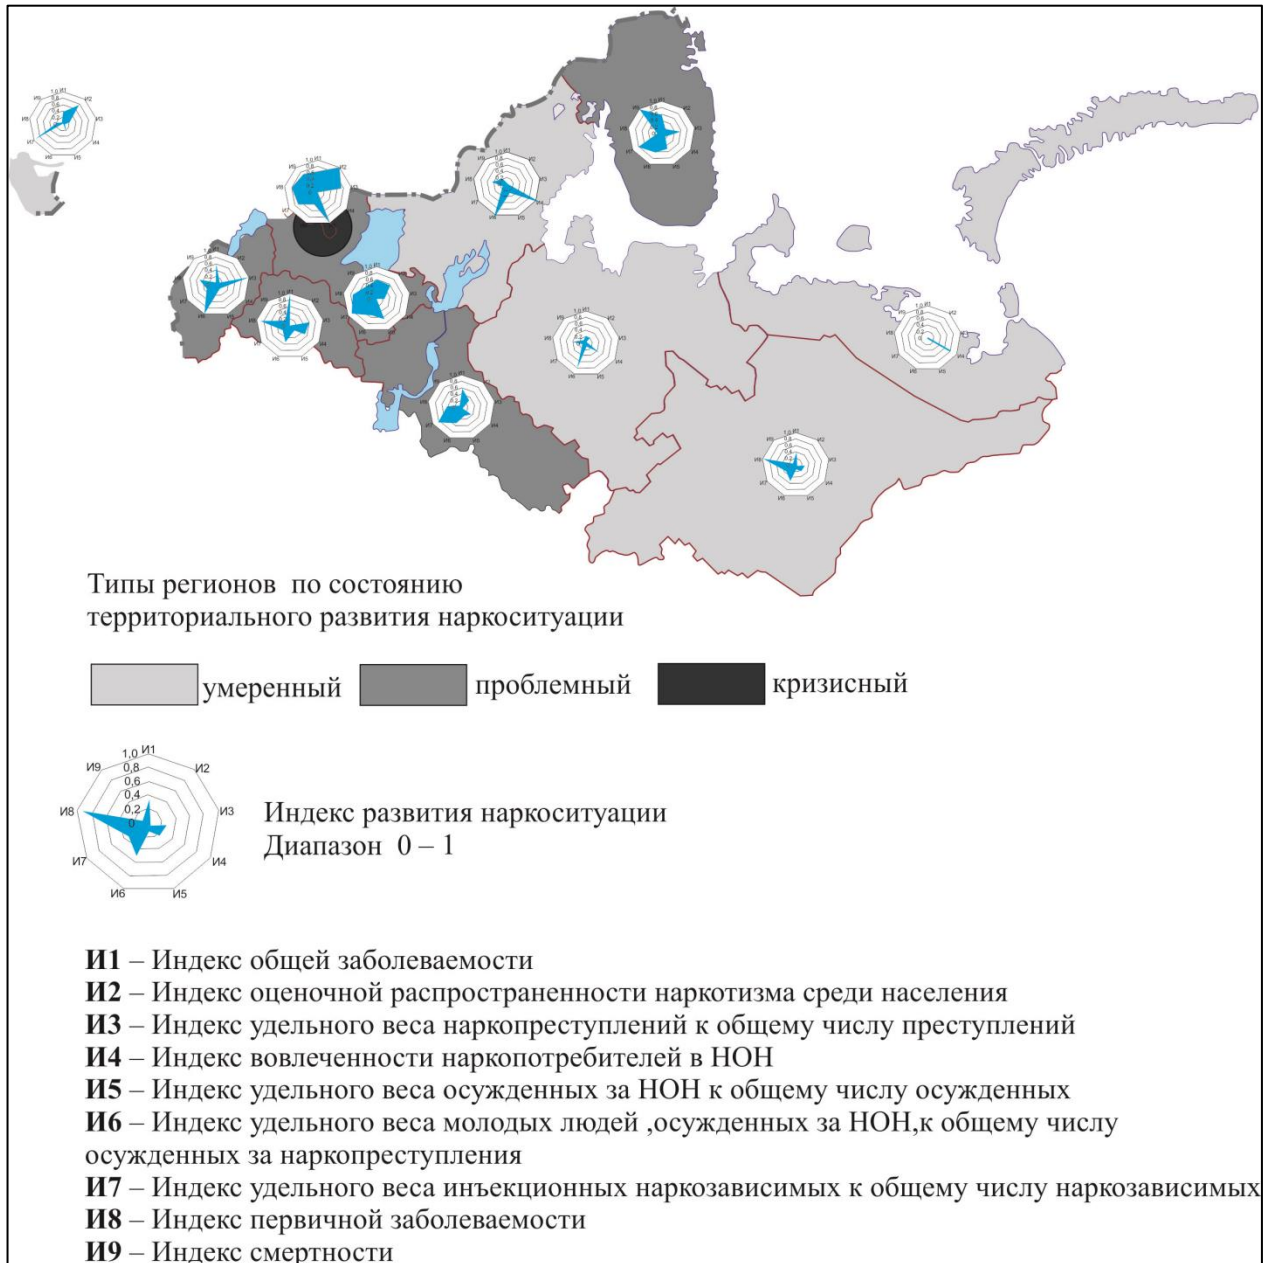 Типы регионов по состоянию
территориального развития наркоситуации
умеренный
проблемный
кризисный
1,0 И1
0,8
0,6
0,4
0,2
0
И2
И3
И4
И5
И6
И7
И8
И9
Индекс развития наркоситуации
Диапазон 0 – 1
И1 – Индекс общей заболеваемости
И2 – Индекс оценочной распространенности наркотизма среди населения
И3 – Индекс удельного веса наркопреступлений к общему числу преступлений
И4 – Индекс вовлеченности наркопотребителей в НОН
И5 – Индекс удельного веса осужденных за НОН к общему числу осужденных
И6 – Индекс удельного веса молодых людей ,осужденных за НОН,к общему числу
осужденных за наркопреступления
И7 – Индекс удельного веса инъекционных наркозависимых к общему числу наркозависимых
И8 – Индекс первичной заболеваемости
И9 – Индекс смертности